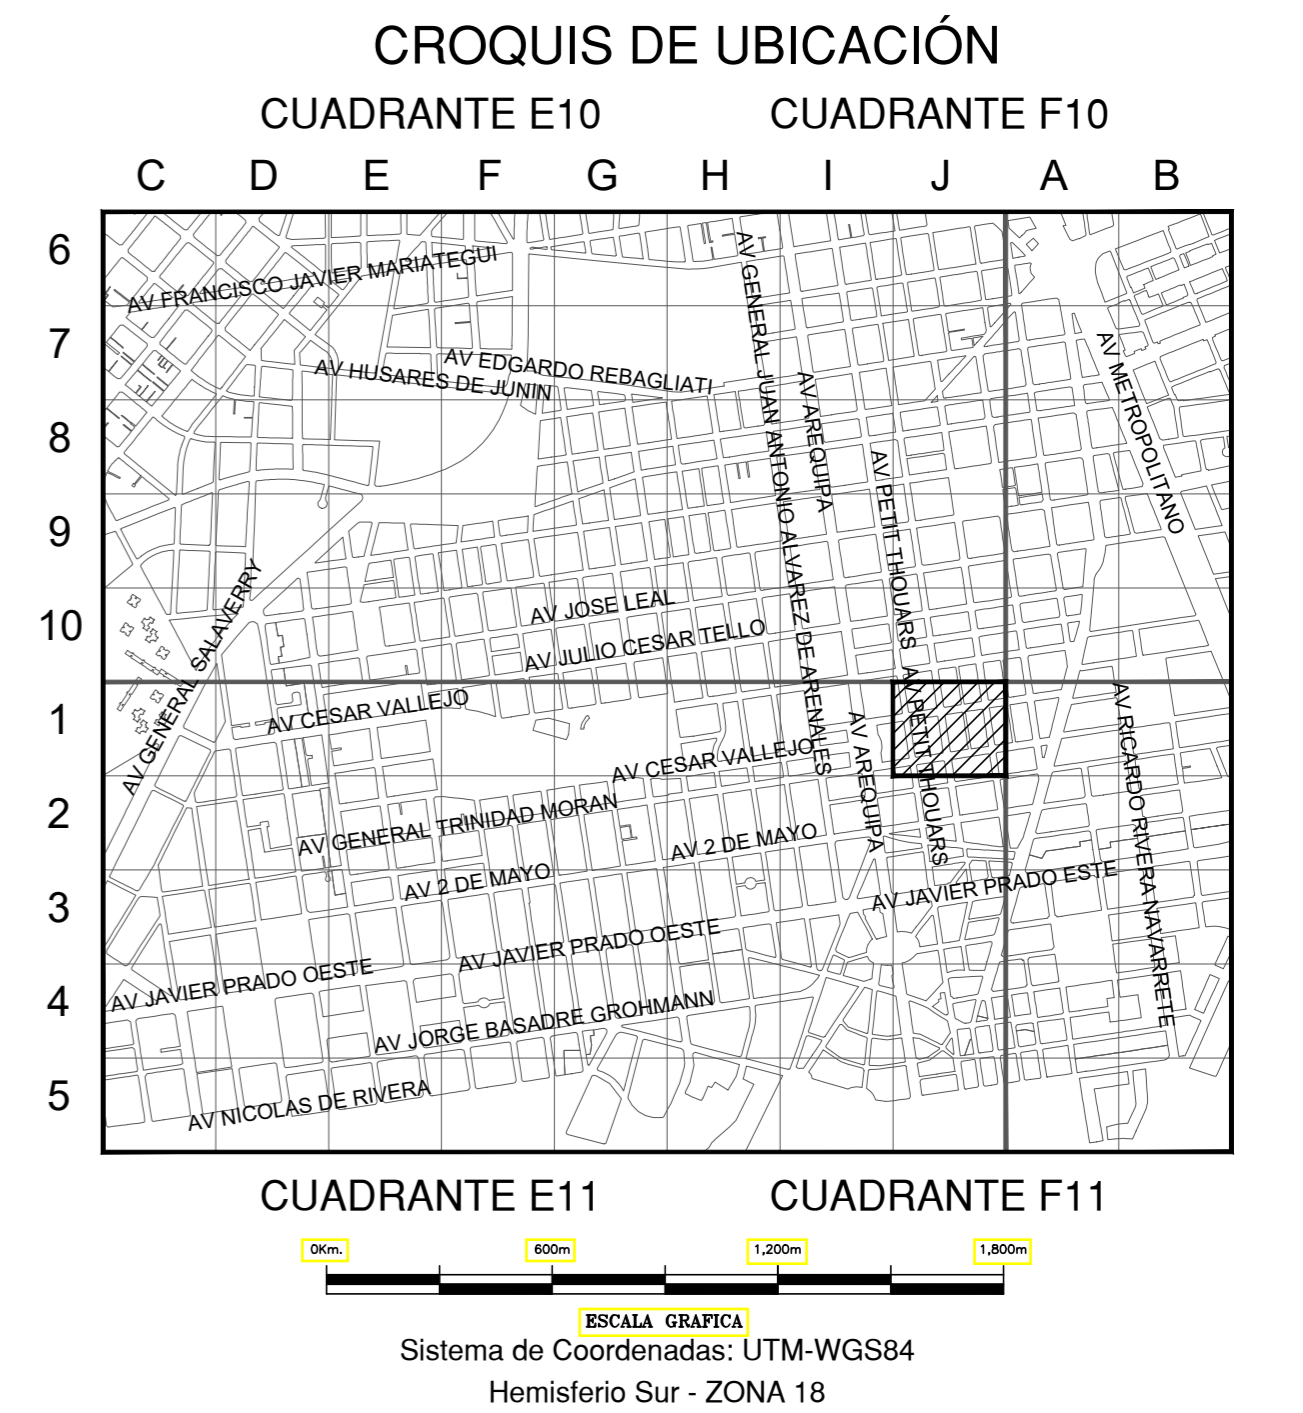 CROQUIS DE UBICACIÓN
CUADRANTE E10
CUADRANTE F10
C D E F G H I J A B
6
AV FRANCISCO JAVIER MARIATEGUI
AV GENERAL JUAN ANTONIO ALVAREZ DE ARENALES
7
AV HUSARES DE JUNIN
AV EDGARDO REBAGLIATI
AV AREQUIPA
AV METROPOLITANO
8
AV PETIT THOUARS
9
AV GENERAL SALAVERRY
10
AV JOSE LEAL
AV JULIO CESAR TELLO
1
AV CESAR VALLEJO
AV CESAR VALLEJO
AV AREQUIPA
AV PETIT THOUARS
AV RICARDO RIVERA NAVARRETE
2
AV GENERAL TRINIDAD MORAN
AV 2 DE MAYO
3
AV 2 DE MAYO
AV JAVIER PRADO ESTE
AV JAVIER PRADO OESTE
4
AV JAVIER PRADO OESTE
AV JORGE BASADRE GROHMANN
5
AV NICOLAS DE RIVERA
CUADRANTE E11
CUADRANTE F11
0Km. 600m 1,200m 1,800m
ESCALA GRAFICA
Sistema de Coordenadas: UTM-WGS84
Hemisferio Sur - ZONA 18